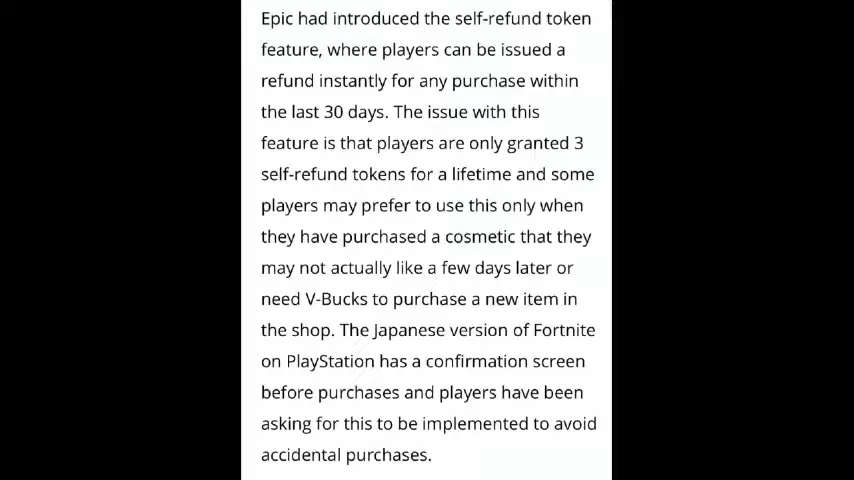 Epic had introduced the self-refund token
feature, where players can be issued a
refund instantly for any purchase within
the last 30 days. The issue with this
feature is that players are only granted 3
self-refund tokens for a lifetime and some
players may prefer to use this only when
they have purchased a cosmetic that they
may not actually like a few days later or
need V-Bucks to purchase a new item in
the shop. The Japanese version of Fortnite
on PlayStation has a confirmation screen
before purchases and players have been
asking for this to be implemented to avoid
accidental purchases.